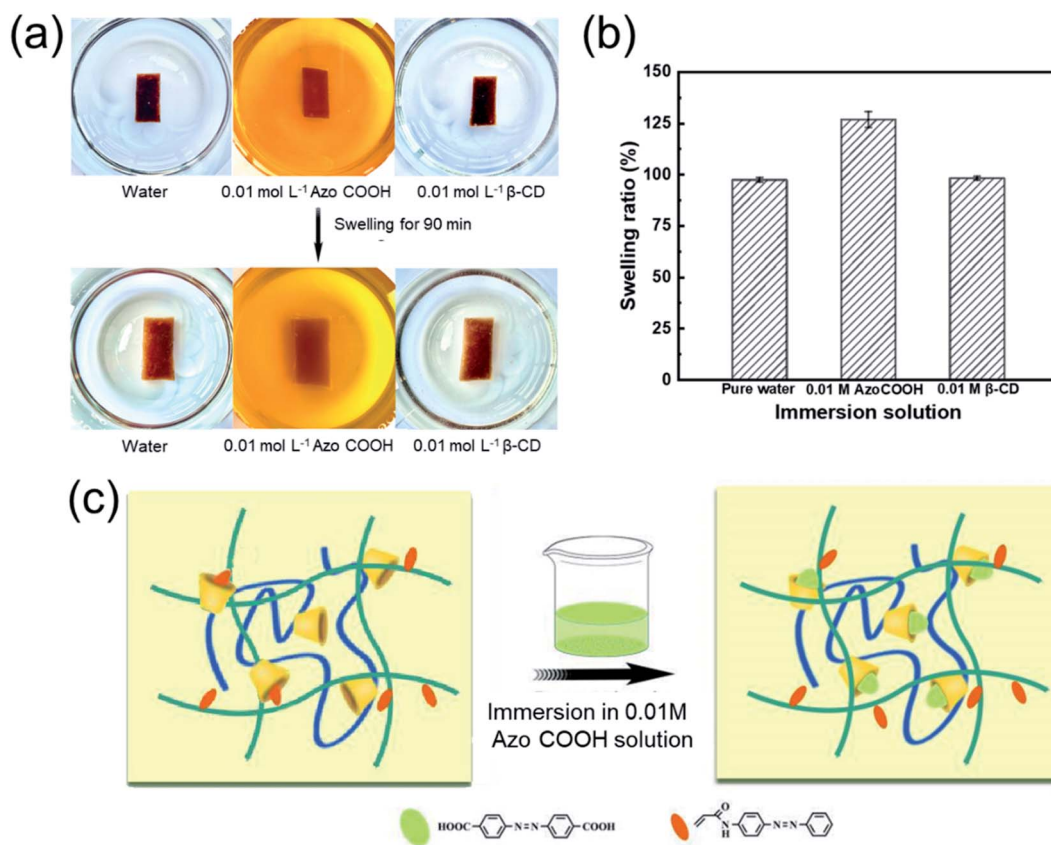 (a)
Water
0.01 mol L⁻¹ Azo COOH
0.01 mol L⁻¹ β-CD
Swelling for 90 min
Water
0.01 mol L⁻¹ Azo COOH
0.01 mol L⁻¹ β-CD
(b)
Swelling ratio (%)
150
125
100
75
50
25
0
Pure water
0.01 M AzoCOOH
0.01 M β-CD
Immersion solution
(c)
Immersion in 0.01M
Azo COOH solution
HOOC
N=N
COOH
O
N
H
N=N